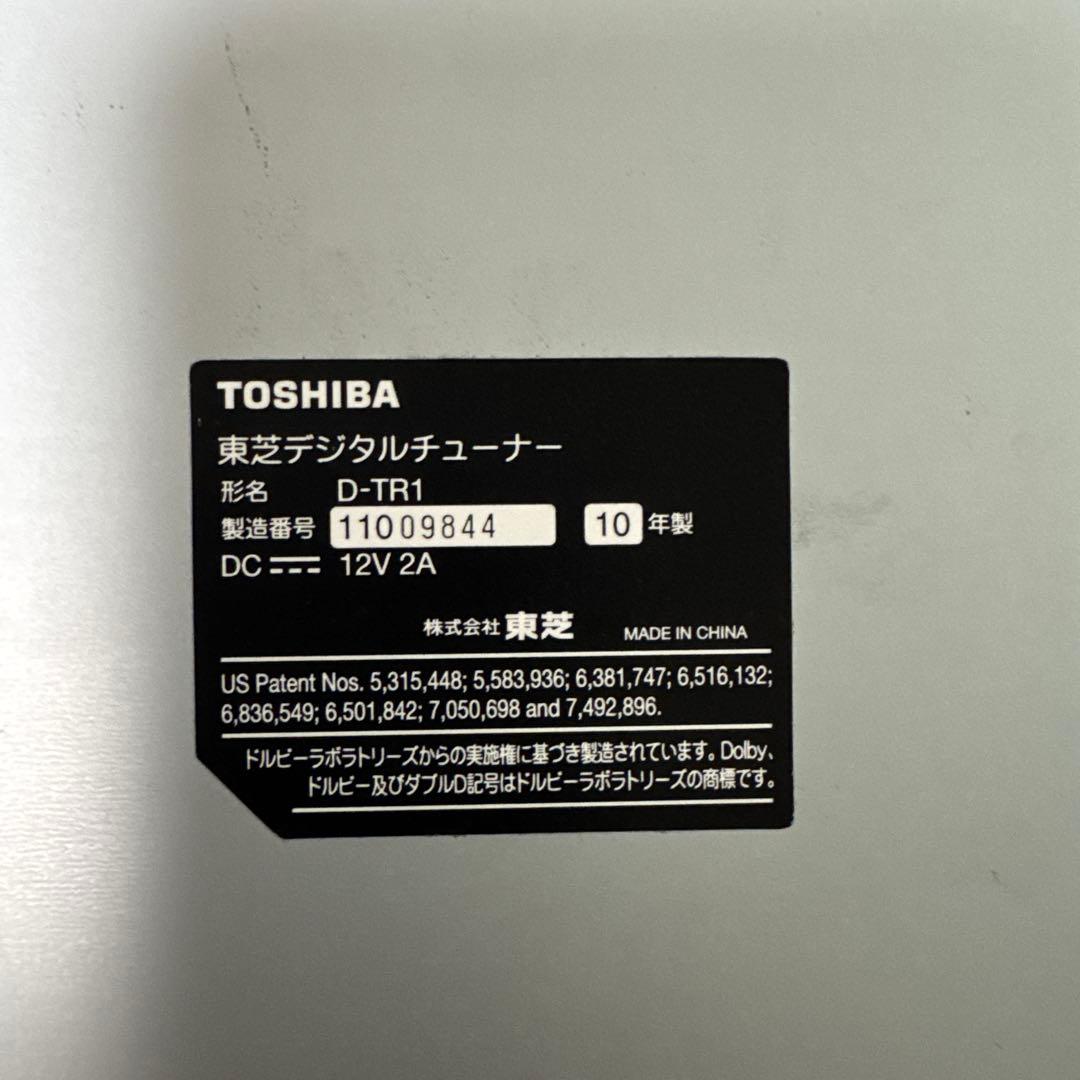 TOSHIBA
東芝デジタルチューナー
形名 D-TR1
製造番号 11009844 10 年製
DC 12V 2A
株式会社 東芝 MADE IN CHINA
US Patent Nos. 5,315,448; 5,583,936; 6,381,747; 6,516,132;
6,836,549; 6,501,842; 7,050,698 and 7,492,896.
ドルビーラボラトリーズからの実施権に基づき製造されています。Dolby、
ドルビー及びダブルD記号はドルビーラボラトリーズの商標です。